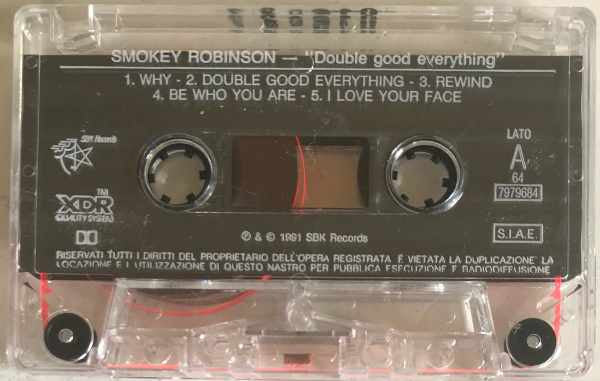 SMOKEY ROBINSON — "Double good everything"
1. WHY - 2. DOUBLE GOOD EVERYTHING - 3. REWIND
4. BE WHO YOU ARE - 5. I LOVE YOUR FACE
SBK Records
LATO
A
64
7979684
XDR
QUALITY SYSTEM
S.I.A.E.
℗ & © 1991 SBK Records
RISERVATI TUTTI I DIRITTI DEL PROPRIETARIO DELL'OPERA REGISTRATA È VIETATA LA DUPLICAZIONE LA
LOCAZIONE E L'UTILIZZAZIONE DI QUESTO NASTRO PER PUBBLICA ESECUZIONE E RADIODIFFUSIONE